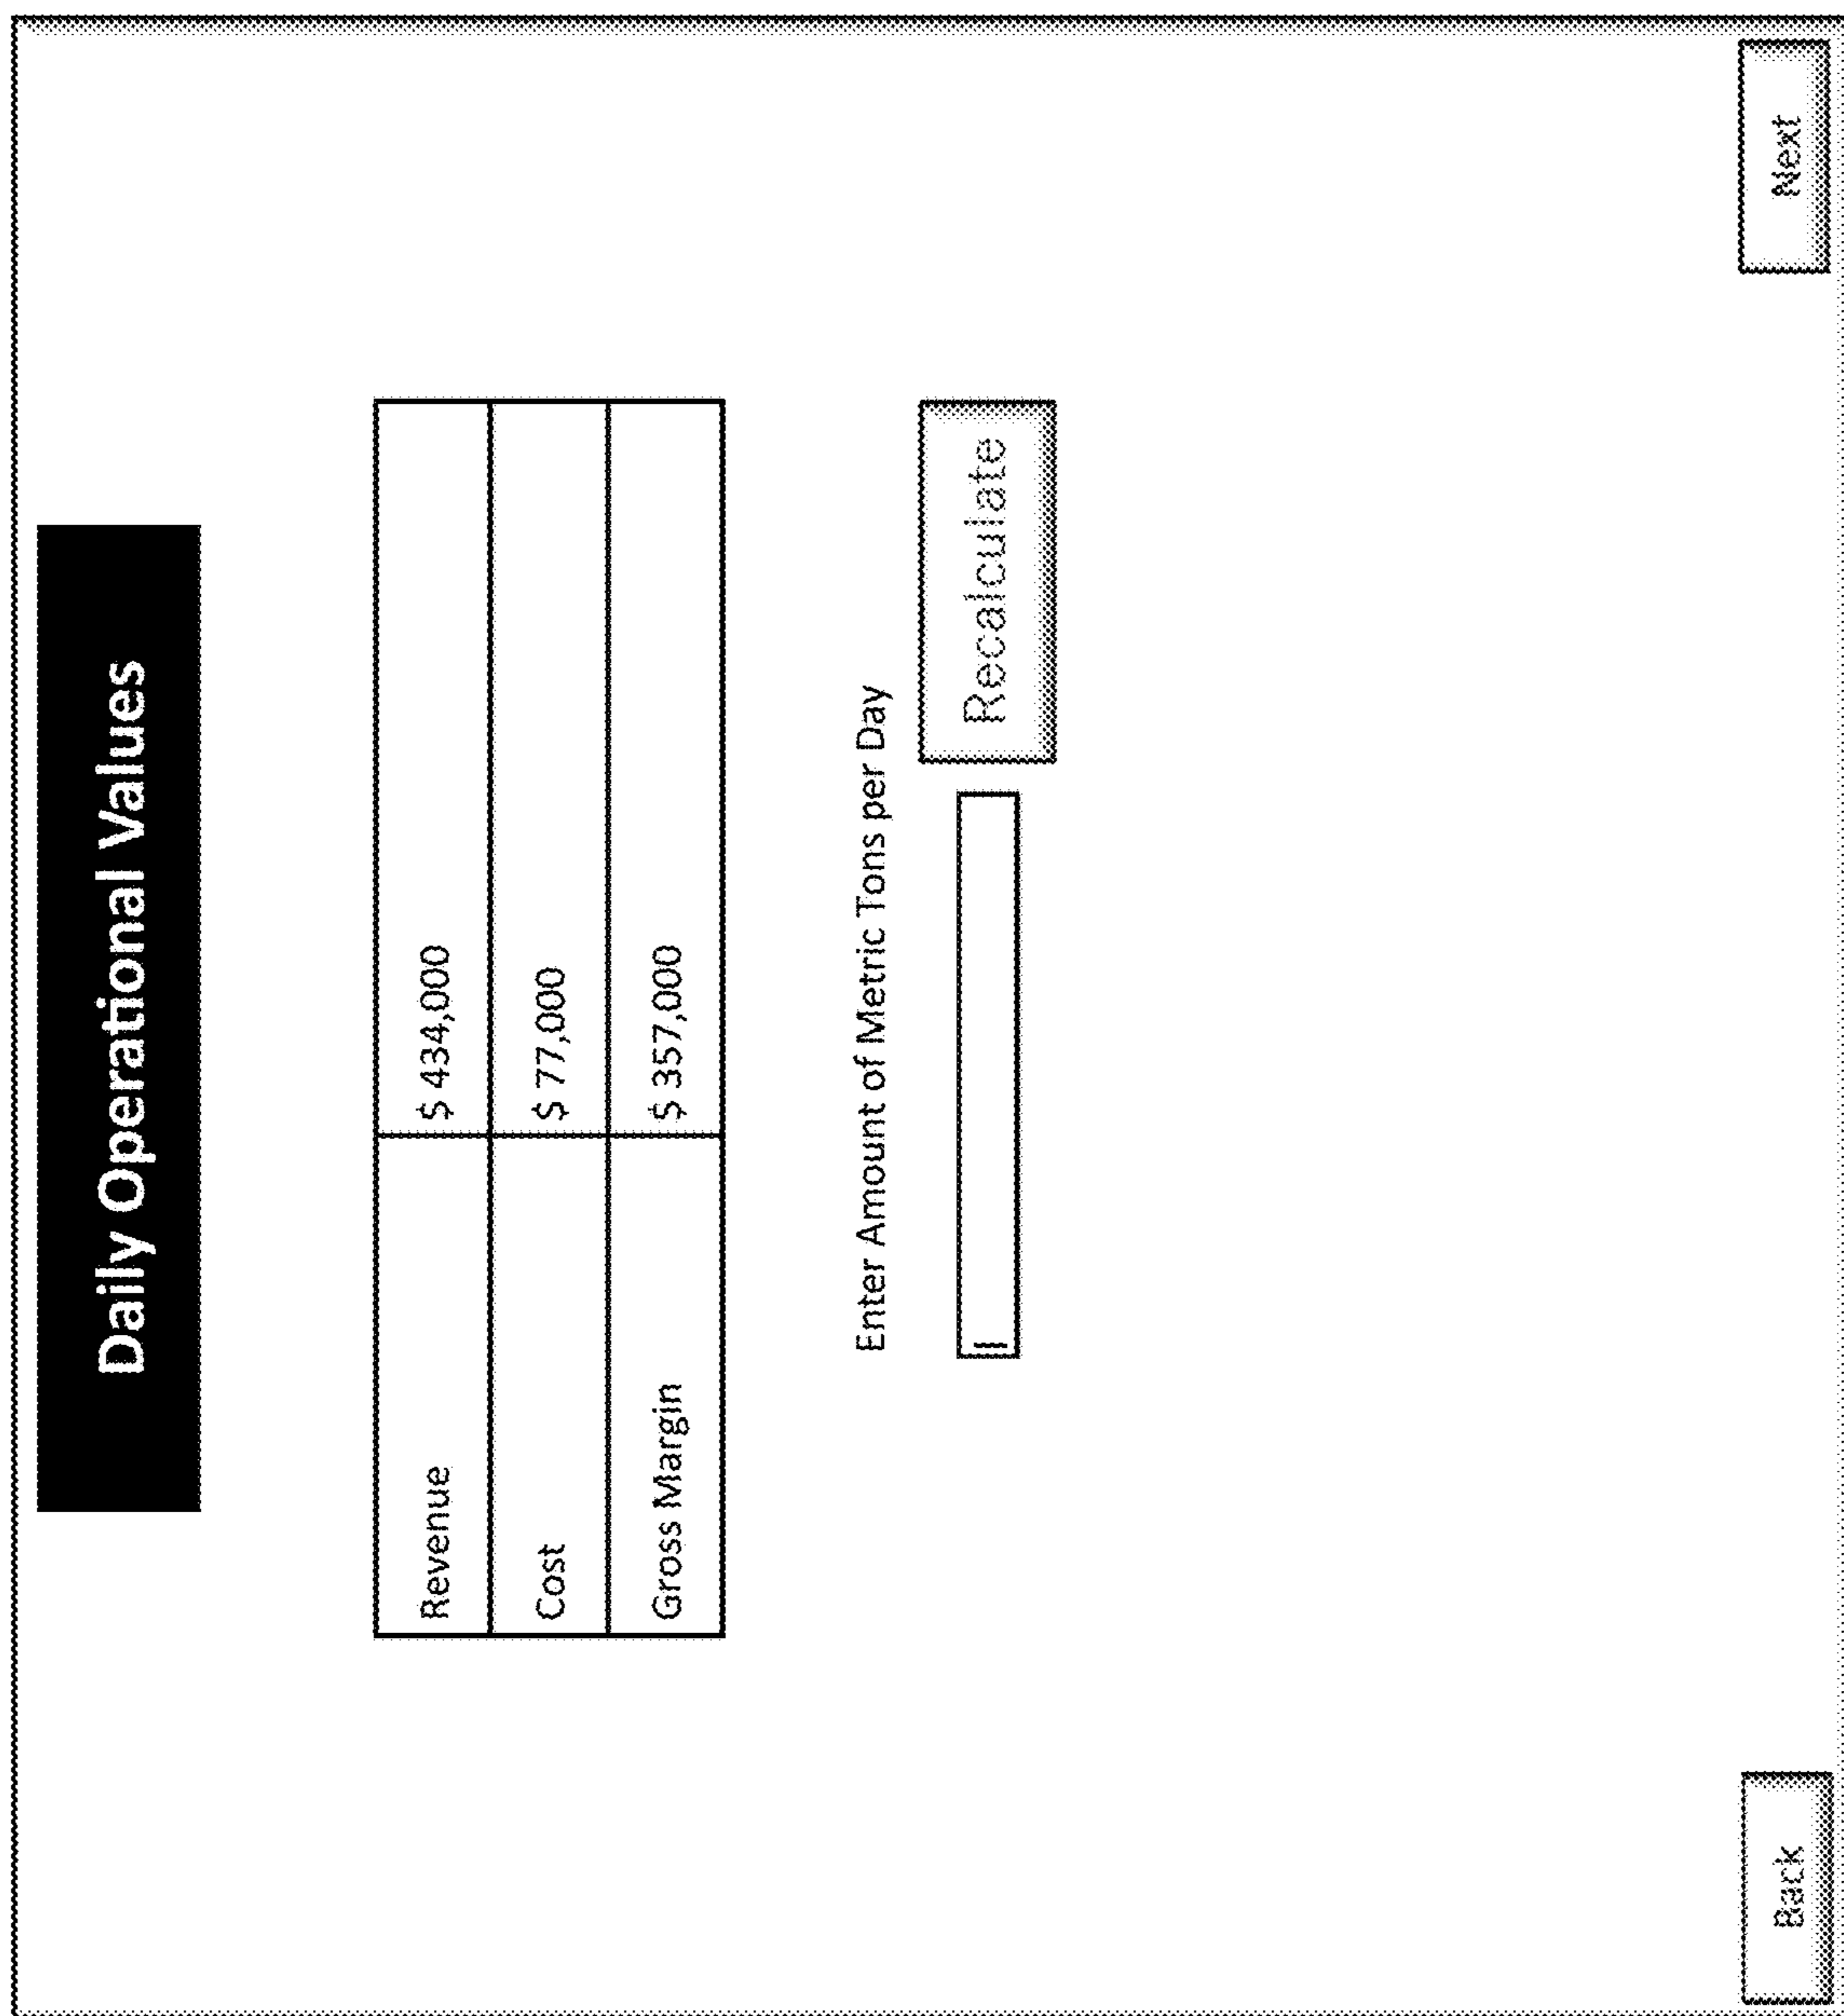 Daily Operational Values
Revenue $ 434,000
Cost $ 77,000
Gross Margin $ 357,000
Enter Amount of Metric Tons per Day
Recalculate
Back Next